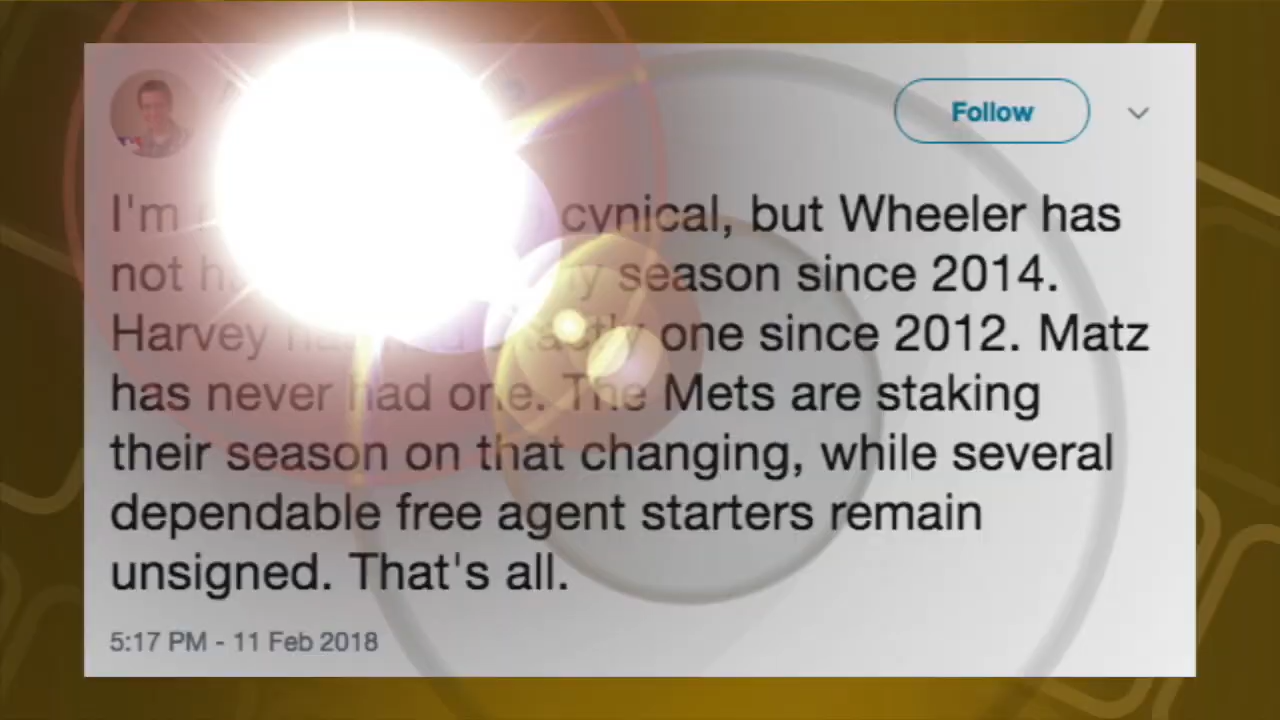 Follow
I'm cynical, but Wheeler has
not season since 2014.
Harvey one since 2012. Matz
has never had one. The Mets are staking
their season on that changing, while several
dependable free agent starters remain
unsigned. That's all.
5:17 PM - 11 Feb 2018